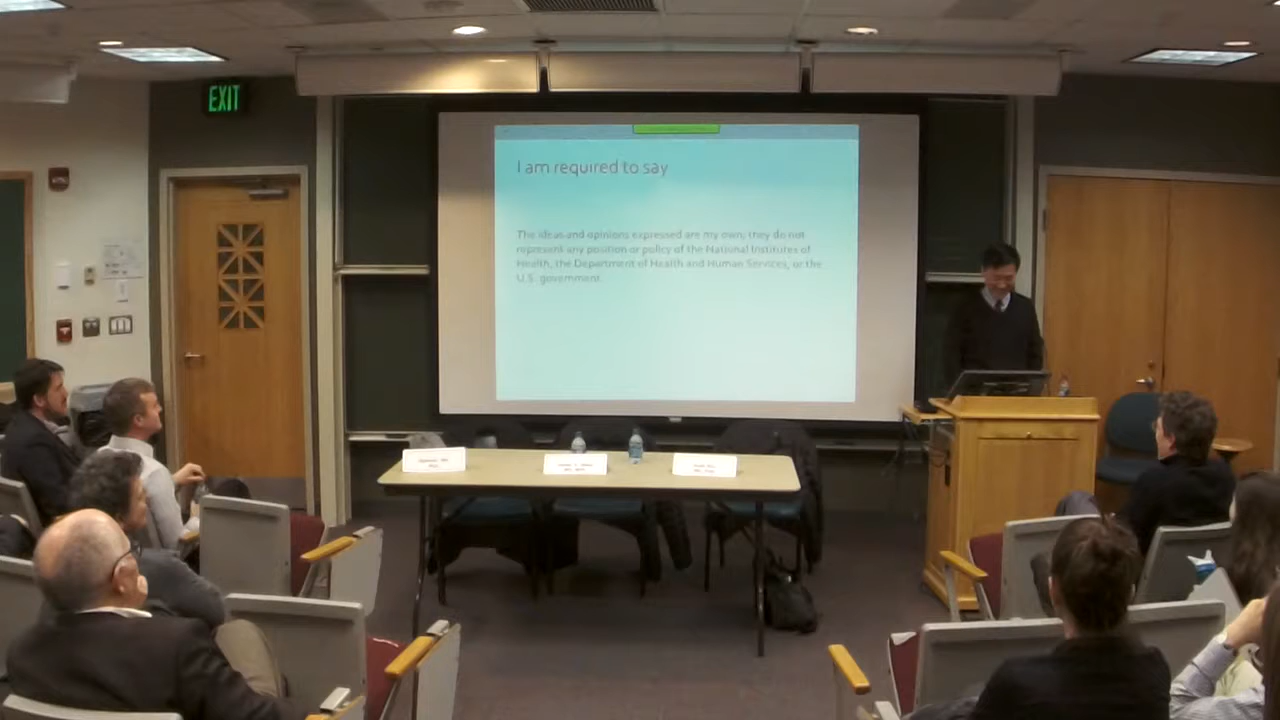 EXIT
I am required to say
The ideas and opinions expressed are my own; they do not
represent any position or policy of the National Institutes of
Health, the Department of Health and Human Services, or the
U.S. government.